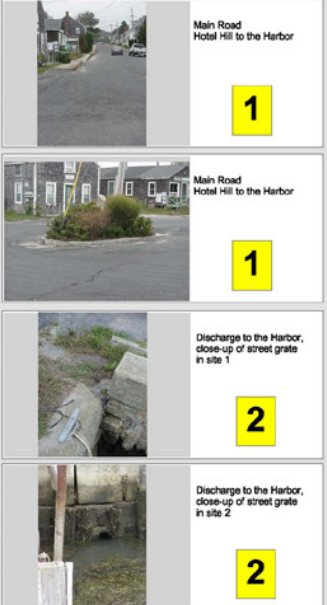 Main Road
Hotel Hill to the Harbor
1
Main Road
Hotel Hill to the Harbor
1
Discharge to the Harbor,
close-up of street grate
in site 1
2
Discharge to the Harbor,
close-up of street grate
in site 2
2